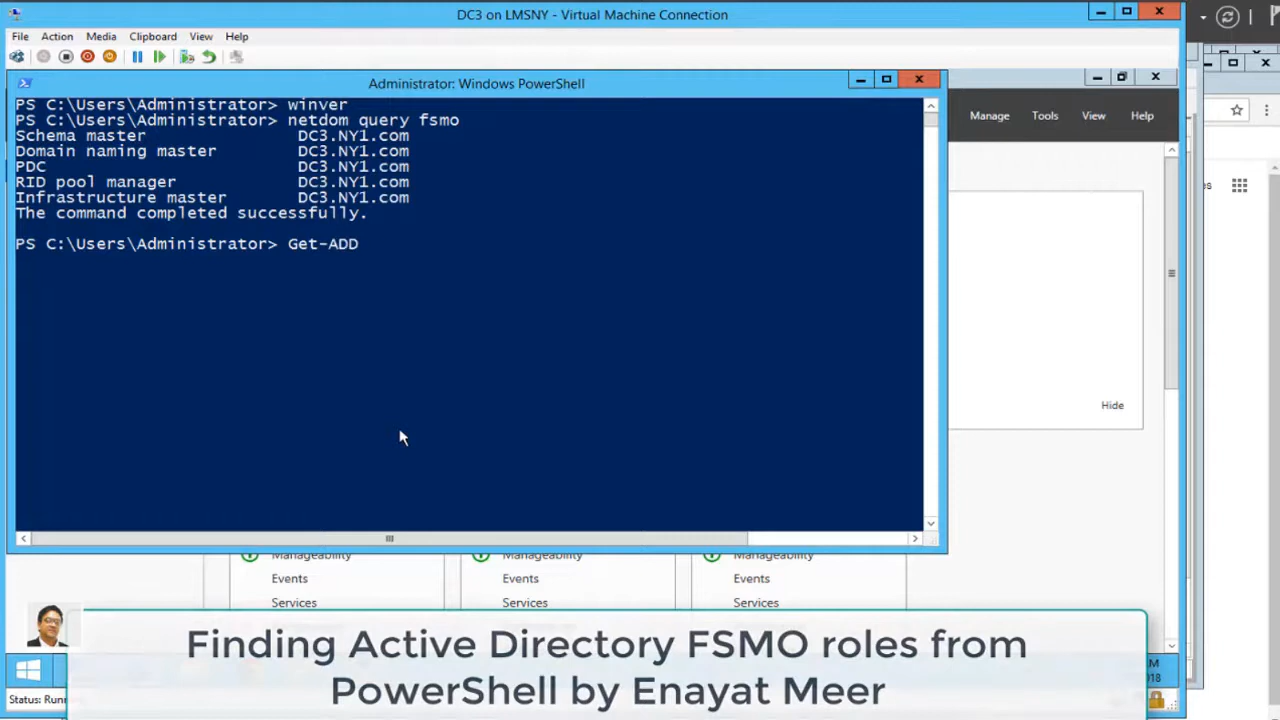 DC3 on LMSNY - Virtual Machine Connection
File Action Media Clipboard View Help
Administrator: Windows PowerShell
Manage Tools View Help
PS C:\Users\Administrator> winver
PS C:\Users\Administrator> netdom query fsmo
Schema master DC3.NY1.com
Domain naming master DC3.NY1.com
PDC DC3.NY1.com
RID pool manager DC3.NY1.com
Infrastructure master DC3.NY1.com
The command completed successfully.
PS C:\Users\Administrator> Get-ADD
Hide
Manageability Manageability Manageability
Events Events Events
Services Services Services
Finding Active Directory FSMO roles from
PowerShell by Enayat Meer